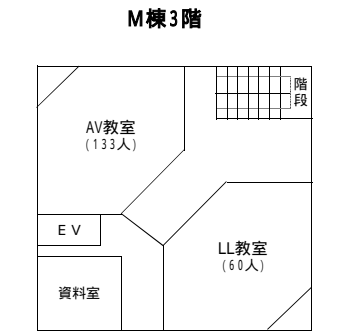 M棟3階
階
段
AV教室
(133人)
EV
LL教室
(60人)
資料室